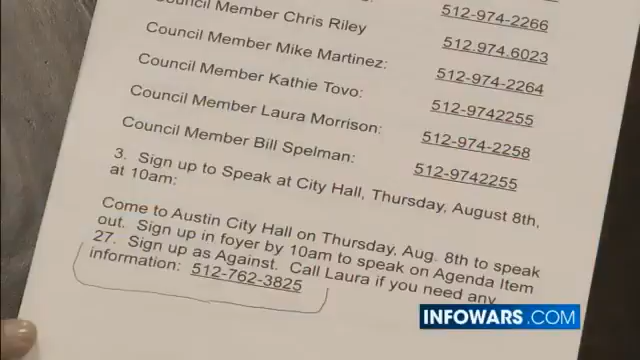 512-974-2266
Council Member Chris Riley 512.974.6023
Council Member Mike Martinez: 512-974-2264
Council Member Kathie Tovo: 512-9742255
Council Member Laura Morrison: 512-974-2258
Council Member Bill Spelman: 512-9742255
3. Sign up to Speak at City Hall, Thursday, August 8th,
at 10am:
Come to Austin City Hall on Thursday, Aug. 8th to speak
out. Sign up in foyer by 10am to speak on Agenda Item
27. Sign up as Against. Call Laura if you need any
information: 512-762-3825
INFOWARS.COM